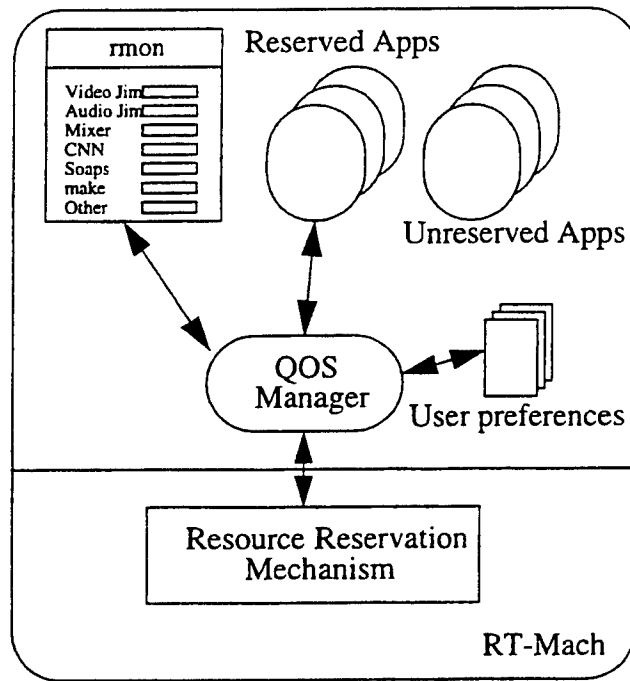 rmon
Video Jim
Audio Jim
Mixer
CNN
Soaps
make
Other
Reserved Apps
Unreserved Apps
QOS
Manager
User preferences
Resource Reservation
Mechanism
RT-Mach